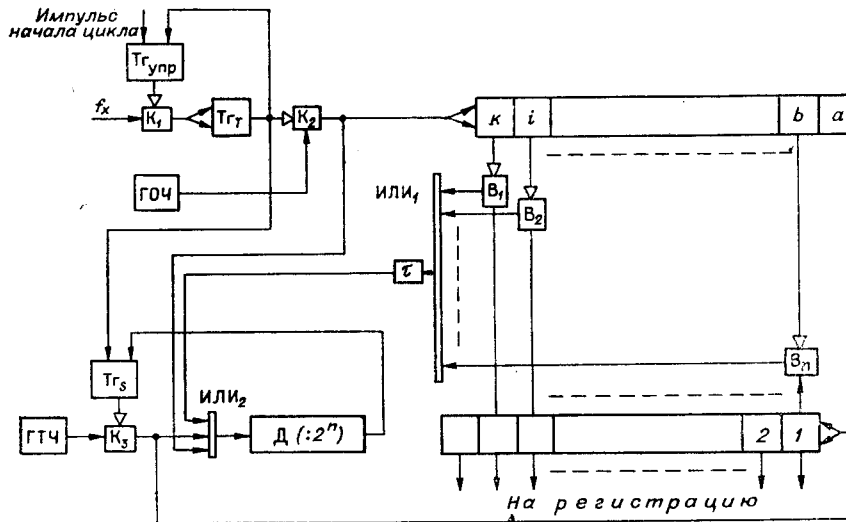 Импульс
начала цикла
Тг упр
f x
К 1
Тг т
К 2
к i b a
ГОЧ
ИЛИ 1
В 1
В 2
τ
В п
Тг s
ИЛИ 2
ГТЧ
К 3
Д (:2 n)
2 1
На регистрацию